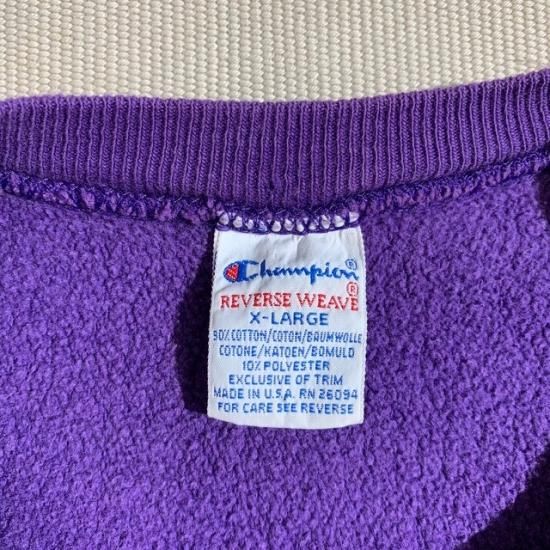 Champion®
REVERSE WEAVE®
X-LARGE
90% COTTON/COTON/BAUMWOLLE
COTONE/KATOEN/BOMULD
10% POLYESTER
EXCLUSIVE OF TRIM
MADE IN U.S.A. RN 26094
FOR CARE SEE REVERSE